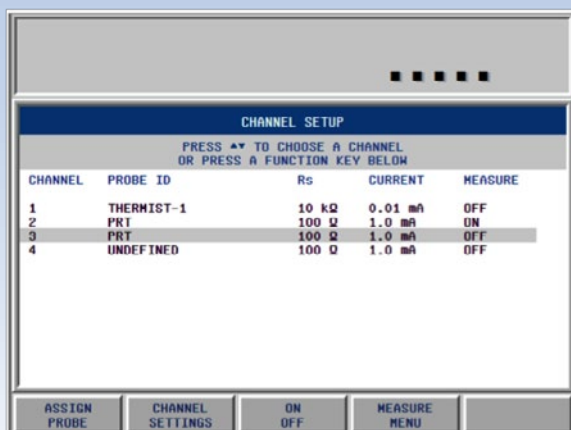 CHANNEL SETUP
PRESS ▲▼ TO CHOOSE A CHANNEL
OR PRESS A FUNCTION KEY BELOW
CHANNEL PROBE ID Rs CURRENT MEASURE
1 THERMIST-1 10 kΩ 0.01 mA OFF
2 PRT 100 Ω 1.0 mA ON
3 PRT 100 Ω 1.0 mA OFF
4 UNDEFINED 100 Ω 1.0 mA OFF
ASSIGN PROBE CHANNEL SETTINGS ON OFF MEASURE MENU